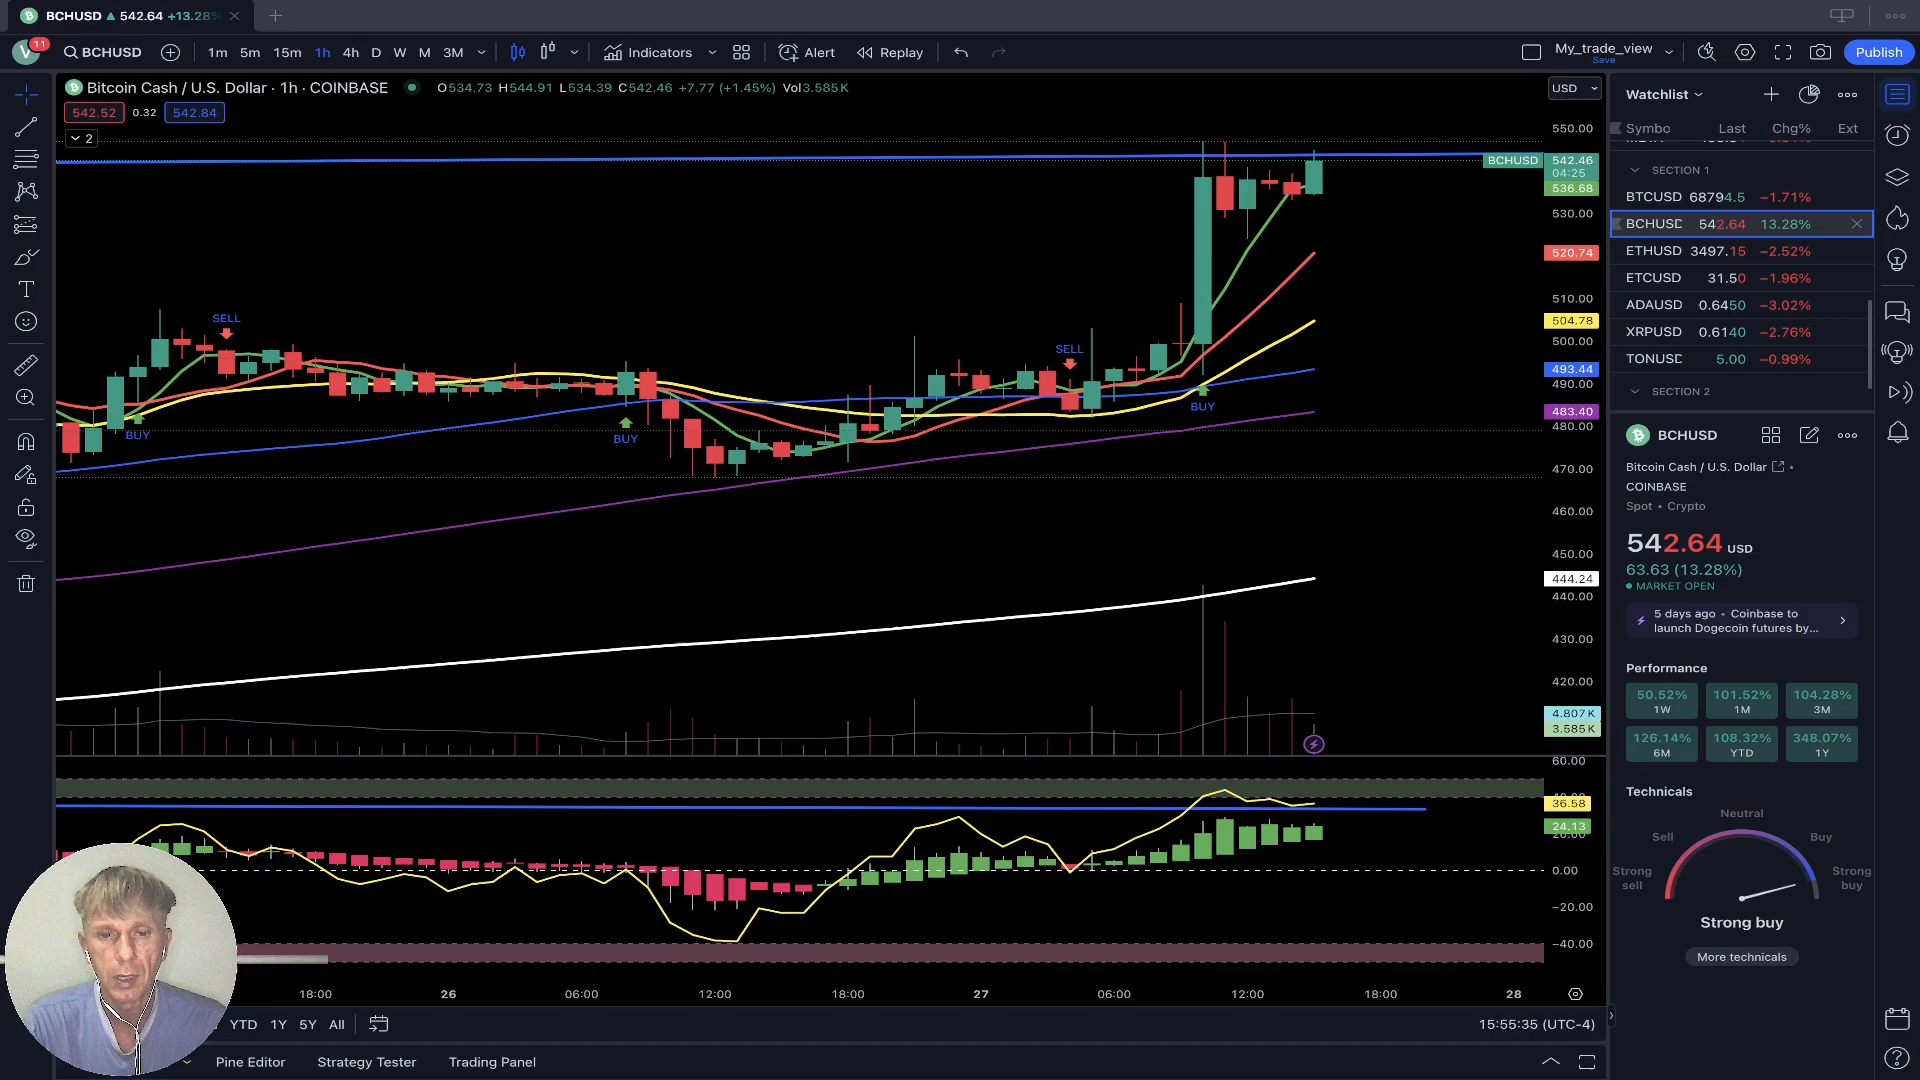 BCHUSD ▲ 542.64 +13.28%
V 11 BCHUSD 1m 5m 15m 1h 4h D W M 3M Indicators Alert Replay My_trade_view Save Publish
Bitcoin Cash / U.S. Dollar · 1h · COINBASE O534.73 H544.91 L534.39 C542.46 +7.77 (+1.45%) Vol3.585 K
542.52 0.32 542.84
2
USD
550.00
BCHUSD 542.46
04:25
536.68
530.00
520.74
510.00
504.78
500.00
493.44
490.00
483.40
480.00
470.00
460.00
450.00
444.24
440.00
430.00
420.00
4.807 K
3.585 K
SELL
BUY
BUY
SELL
BUY
60.00
36.58
24.13
20.00
0.00
−20.00
−40.00
18:00 26 06:00 12:00 18:00 27 06:00 12:00 18:00 28
YTD 1Y 5Y All
15:55:35 (UTC-4)
Pine Editor Strategy Tester Trading Panel
Watchlist
Symbo Last Chg% Ext
SECTION 1
BTCUSD 68794.5 −1.71%
BCHUSD 542.64 13.28%
ETHUSD 3497.15 −2.52%
ETCUSD 31.50 −1.96%
ADAUSD 0.6450 −3.02%
XRPUSD 0.6140 −2.76%
TONUSD 5.00 −0.99%
SECTION 2
BCHUSD
Bitcoin Cash / U.S. Dollar •
COINBASE
Spot • Crypto
542.64 USD
63.63 (13.28%)
MARKET OPEN
5 days ago • Coinbase to
launch Dogecoin futures by...
Performance
50.52% 101.52% 104.28%
1W 1M 3M
126.14% 108.32% 348.07%
6M YTD 1Y
Technicals
Neutral
Sell Buy
Strong sell
Strong buy
Strong buy
More technicals